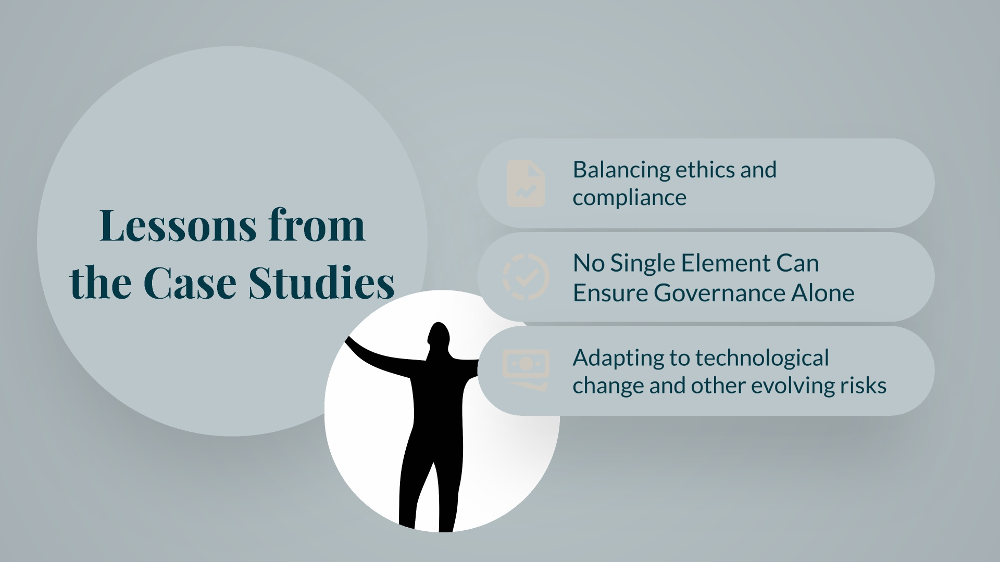 Lessons from
the Case Studies
Balancing ethics and
compliance
No Single Element Can
Ensure Governance Alone
Adapting to technological
change and other evolving risks